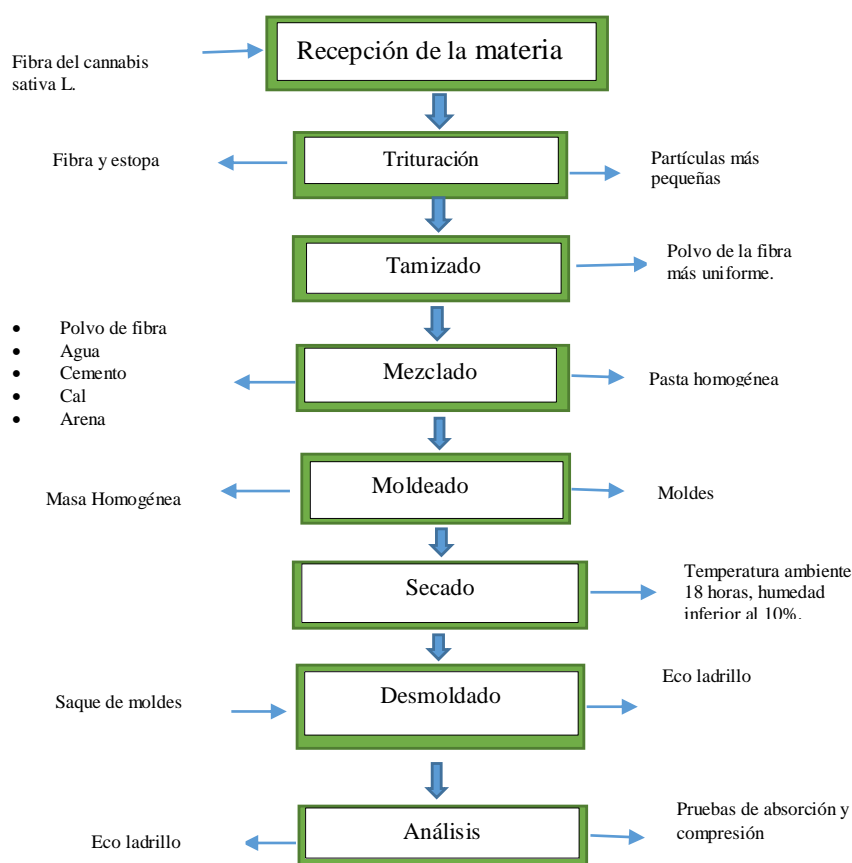 Recepción de la materia
Fibra del cannabis
sativa L.
Fibra y estopa
Trituración
Partículas más
pequeñas
Tamizado
Polvo de la fibra
más uniforme.
• Polvo de fibra
• Agua
• Cemento
• Cal
• Arena
Mezclado
Pasta homogénea
Masa Homogénea
Moldeado
Moldes
Secado
Temperatura ambiente
18 horas, humedad
inferior al 10%.
Saque de moldes
Desmoldado
Eco ladrillo
Eco ladrillo
Análisis
Pruebas de absorción y
compresión